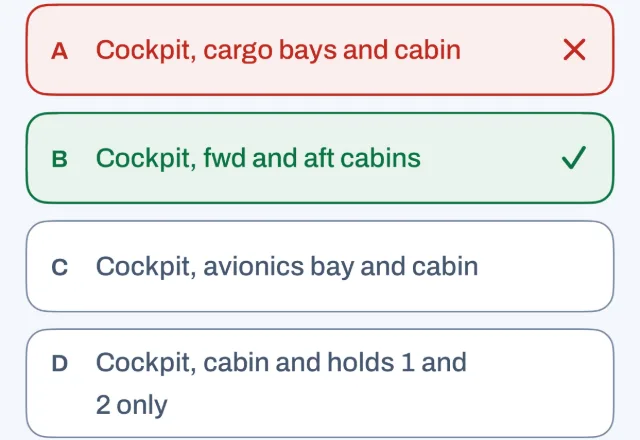 A Cockpit, cargo bays and cabin
B Cockpit, fwd and aft cabins
C Cockpit, avionics bay and cabin
D Cockpit, cabin and holds 1 and
2 only